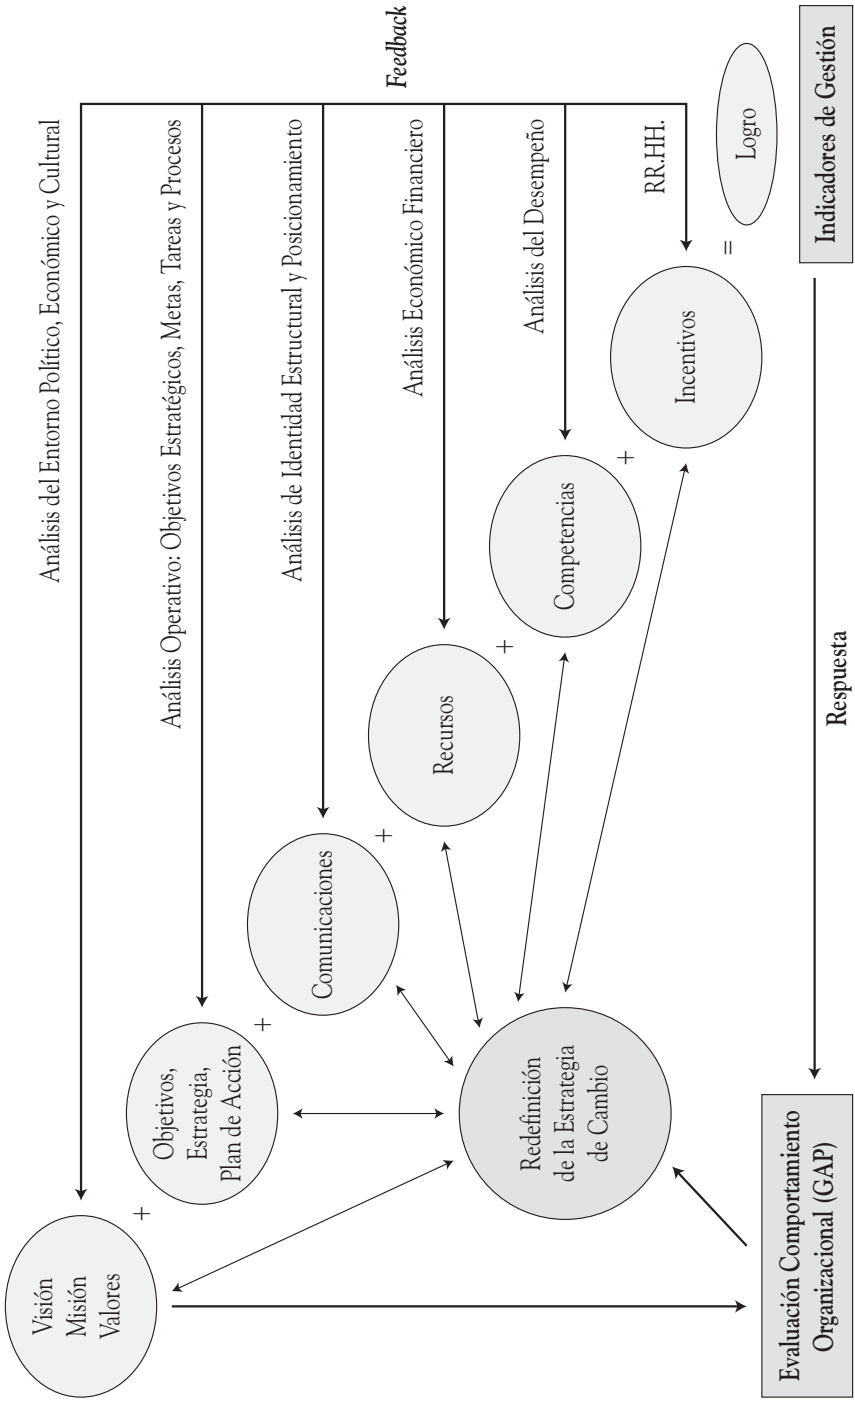 Análisis del Entorno Político, Económico y Cultural
Análisis Operativo: Objetivos Estratégicos, Metas, Tareas y Procesos
Análisis de Identidad Estructural y Posicionamiento
Análisis Económico Financiero
Análisis del Desempeño
RR.HH.
Feedback
Visión
Misión
Valores
+
Objetivos,
Estrategia,
Plan de Acción
+
Comunicaciones
+
Recursos
+
Competencias
+
Incentivos
=
Logro
Redefinición
de la Estrategia
de Cambio
Evaluación Comportamiento
Organizacional (GAP)
Respuesta
Indicadores de Gestión